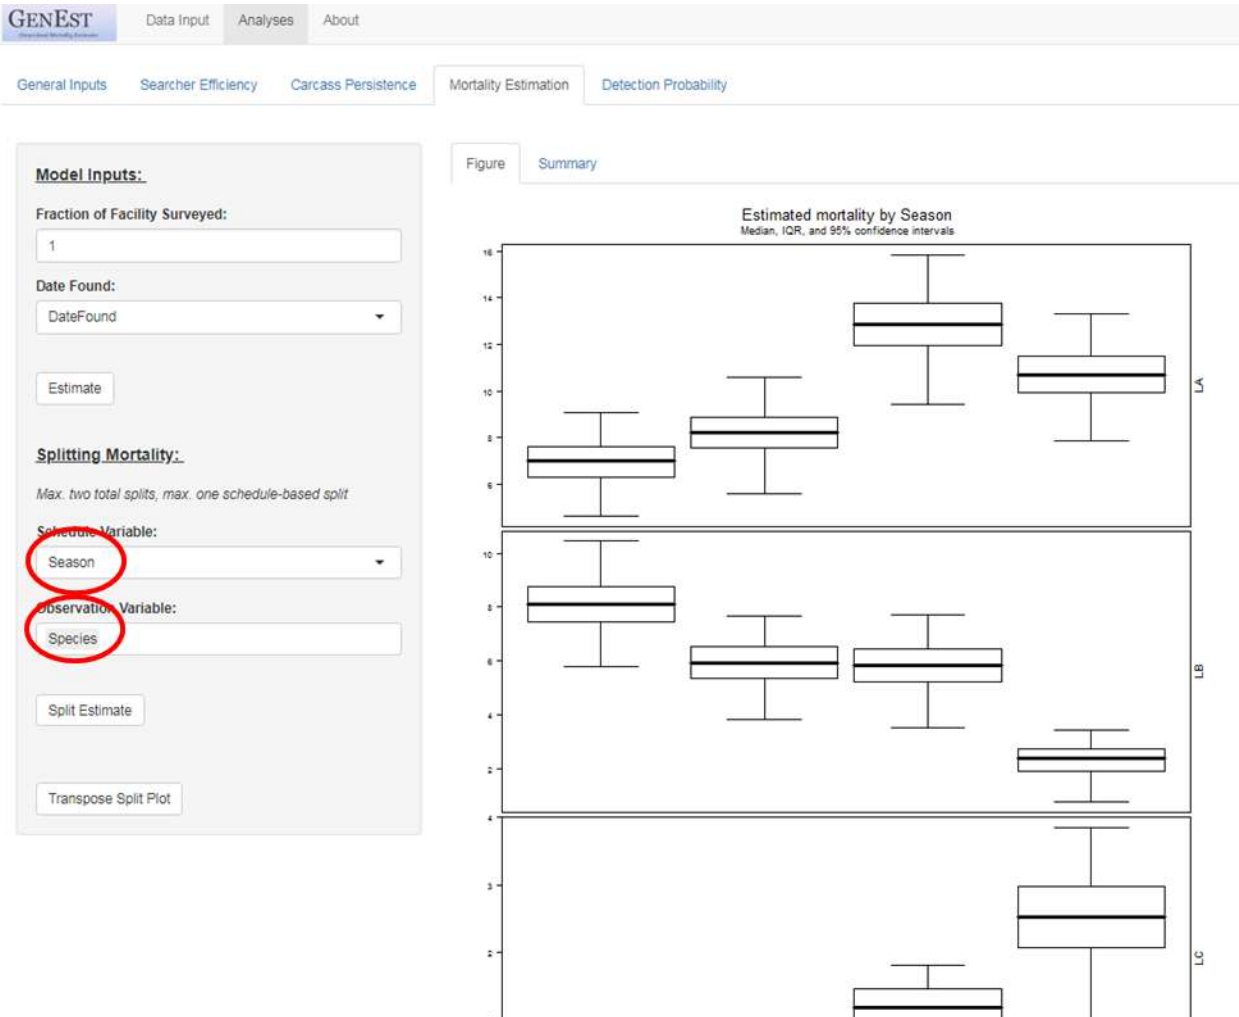 GENEST
Data Input Analyses About
General Inputs Searcher Efficiency Carcass Persistence Mortality Estimation Detection Probability
Model Inputs:
Fraction of Facility Surveyed:
1
Date Found:
DateFound
Estimate
Splitting Mortality:
Max. two total splits, max. one schedule-based split
Schedule Variable:
Season
Observation Variable:
Species
Split Estimate
Transpose Split Plot
Figure Summary
Estimated mortality by Season
Median, IQR, and 95% confidence intervals
16
14
12
10
8
6
LA
10
8
6
4
2
LB
4
3
2
LC